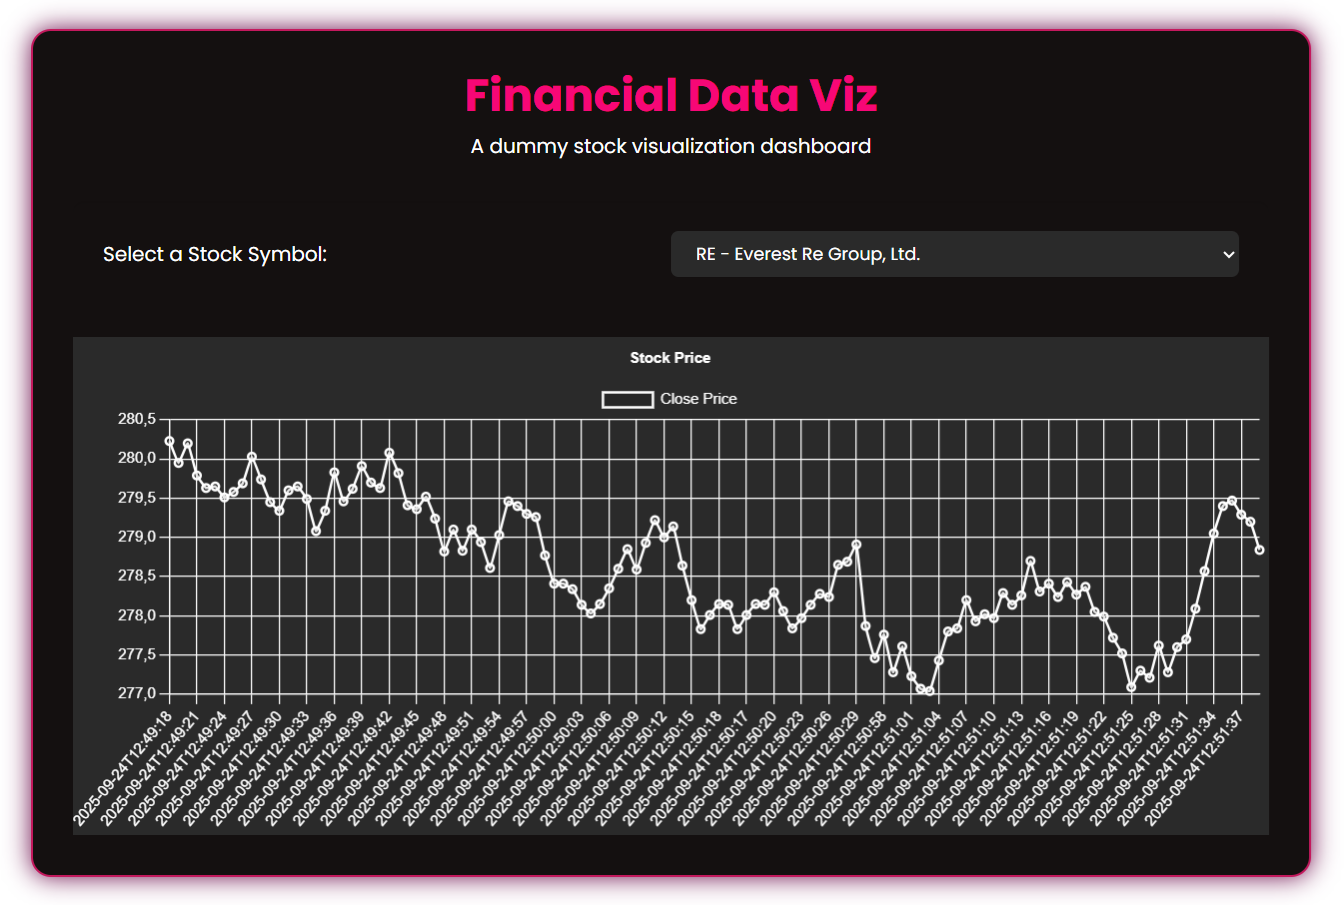 Financial Data Viz
A dummy stock visualization dashboard
Select a Stock Symbol:
RE - Everest Re Group, Ltd.
Stock Price
Close Price
280,5
280,0
279,5
279,0
278,5
278,0
277,5
277,0
2025-09-24T12:49:18
2025-09-24T12:49:21
2025-09-24T12:49:24
2025-09-24T12:49:27
2025-09-24T12:49:30
2025-09-24T12:49:33
2025-09-24T12:49:36
2025-09-24T12:49:39
2025-09-24T12:49:42
2025-09-24T12:49:45
2025-09-24T12:49:48
2025-09-24T12:49:51
2025-09-24T12:49:54
2025-09-24T12:49:57
2025-09-24T12:50:00
2025-09-24T12:50:03
2025-09-24T12:50:06
2025-09-24T12:50:09
2025-09-24T12:50:12
2025-09-24T12:50:15
2025-09-24T12:50:18
2025-09-24T12:50:17
2025-09-24T12:50:20
2025-09-24T12:50:23
2025-09-24T12:50:26
2025-09-24T12:50:29
2025-09-24T12:50:58
2025-09-24T12:51:01
2025-09-24T12:51:04
2025-09-24T12:51:07
2025-09-24T12:51:10
2025-09-24T12:51:13
2025-09-24T12:51:16
2025-09-24T12:51:19
2025-09-24T12:51:22
2025-09-24T12:51:25
2025-09-24T12:51:28
2025-09-24T12:51:31
2025-09-24T12:51:34
2025-09-24T12:51:37